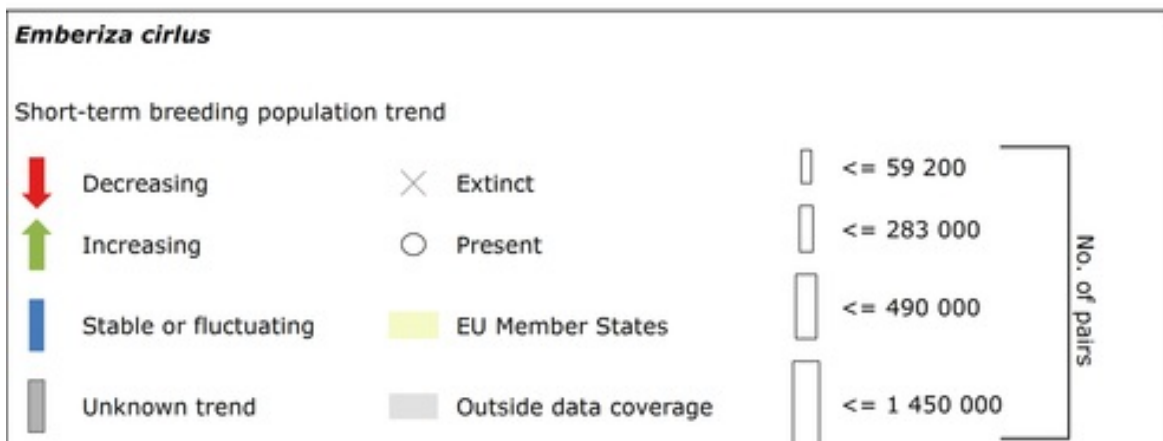 Emberiza cirlus
Short-term breeding population trend
Decreasing
Increasing
Stable or fluctuating
Unknown trend
Extinct
Present
EU Member States
Outside data coverage
<= 59 200
<= 283 000
<= 490 000
<= 1 450 000
No. of pairs